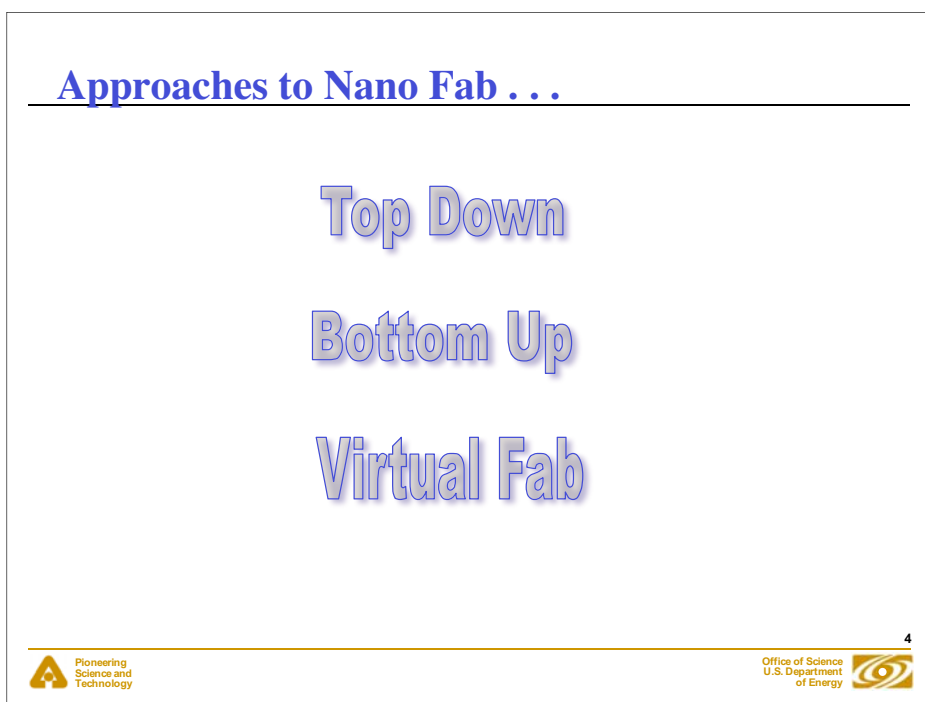 Approaches to Nano Fab . . .
Top Down
Bottom Up
Virtual Fab
4
Pioneering
Science and
Technology
Office of Science
U.S. Department
of Energy